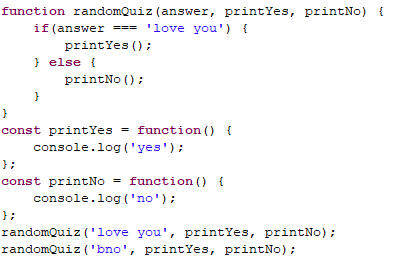 function randomQuiz(answer, printYes, printNo) {
    if(answer === 'love you') {
        printYes();
    } else {
        printNo();
    }
}
const printYes = function() {
    console.log('yes');
};
const printNo = function() {
    console.log('no');
};
randomQuiz('love you', printYes, printNo);
randomQuiz('bno', printYes, printNo);